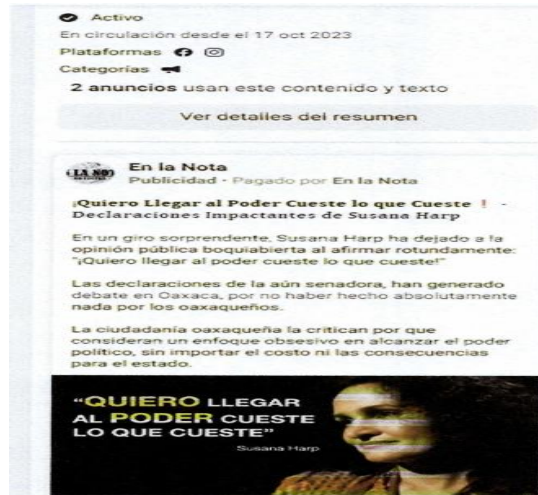 Activo
En circulación desde el 17 oct 2023
Plataformas
Categorías
2 anuncios usan este contenido y texto
Ver detalles del resumen
LA NO
En la Nota
Publicidad · Pagado por En la Nota
¡Quiero Llegar al Poder Cueste lo que Cueste❗ -
Declaraciones Impactantes de Susana Harp
En un giro sorprendente, Susana Harp ha dejado a la
opinión pública boquiabierta al afirmar rotundamente:
"¡Quiero llegar al poder cueste lo que cueste!"
Las declaraciones de la aún senadora, han generado
debate en Oaxaca, por no haber hecho absolutamente
nada por los oaxaqueños.
La ciudadanía oaxaqueña la critican por que
consideran un enfoque obsesivo en alcanzar el poder
político, sin importar el costo ni las consecuencias
para el estado.
“QUIERO LLEGAR
AL PODER CUESTE
LO QUE CUESTE”
Susana Harp